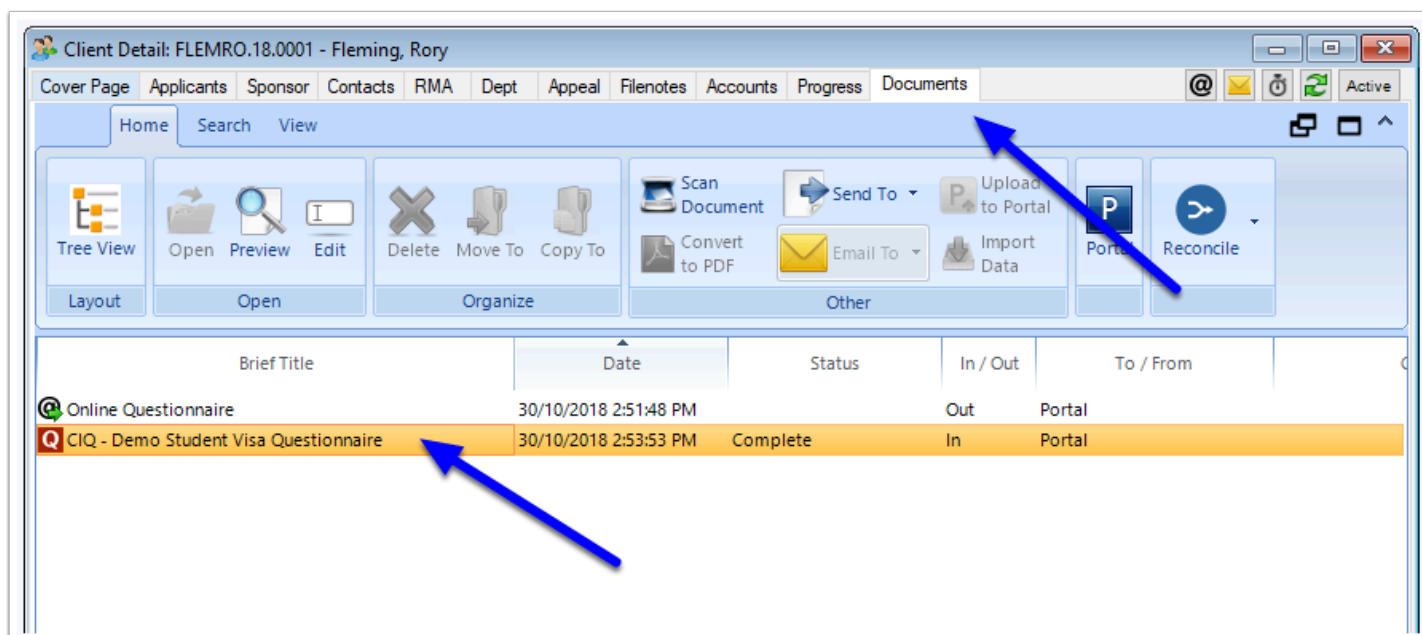 Client Detail: FLEMRO.18.0001 - Fleming, Rory
Cover Page Applicants Sponsor Contacts RMA Dept Appeal Filenotes Accounts Progress Documents @ Active
Home Search View
Tree View
Layout
Open Preview Edit
Open
Delete Move To Copy To
Organize
Scan Document
Convert to PDF
Send To
Email To
P Upload to Portal
Import Data
Other
P
Portal
Reconcile
Brief Title Date Status In / Out To / From
@ Online Questionnaire 30/10/2018 2:51:48 PM Out Portal
Q CIQ - Demo Student Visa Questionnaire 30/10/2018 2:53:53 PM Complete In Portal